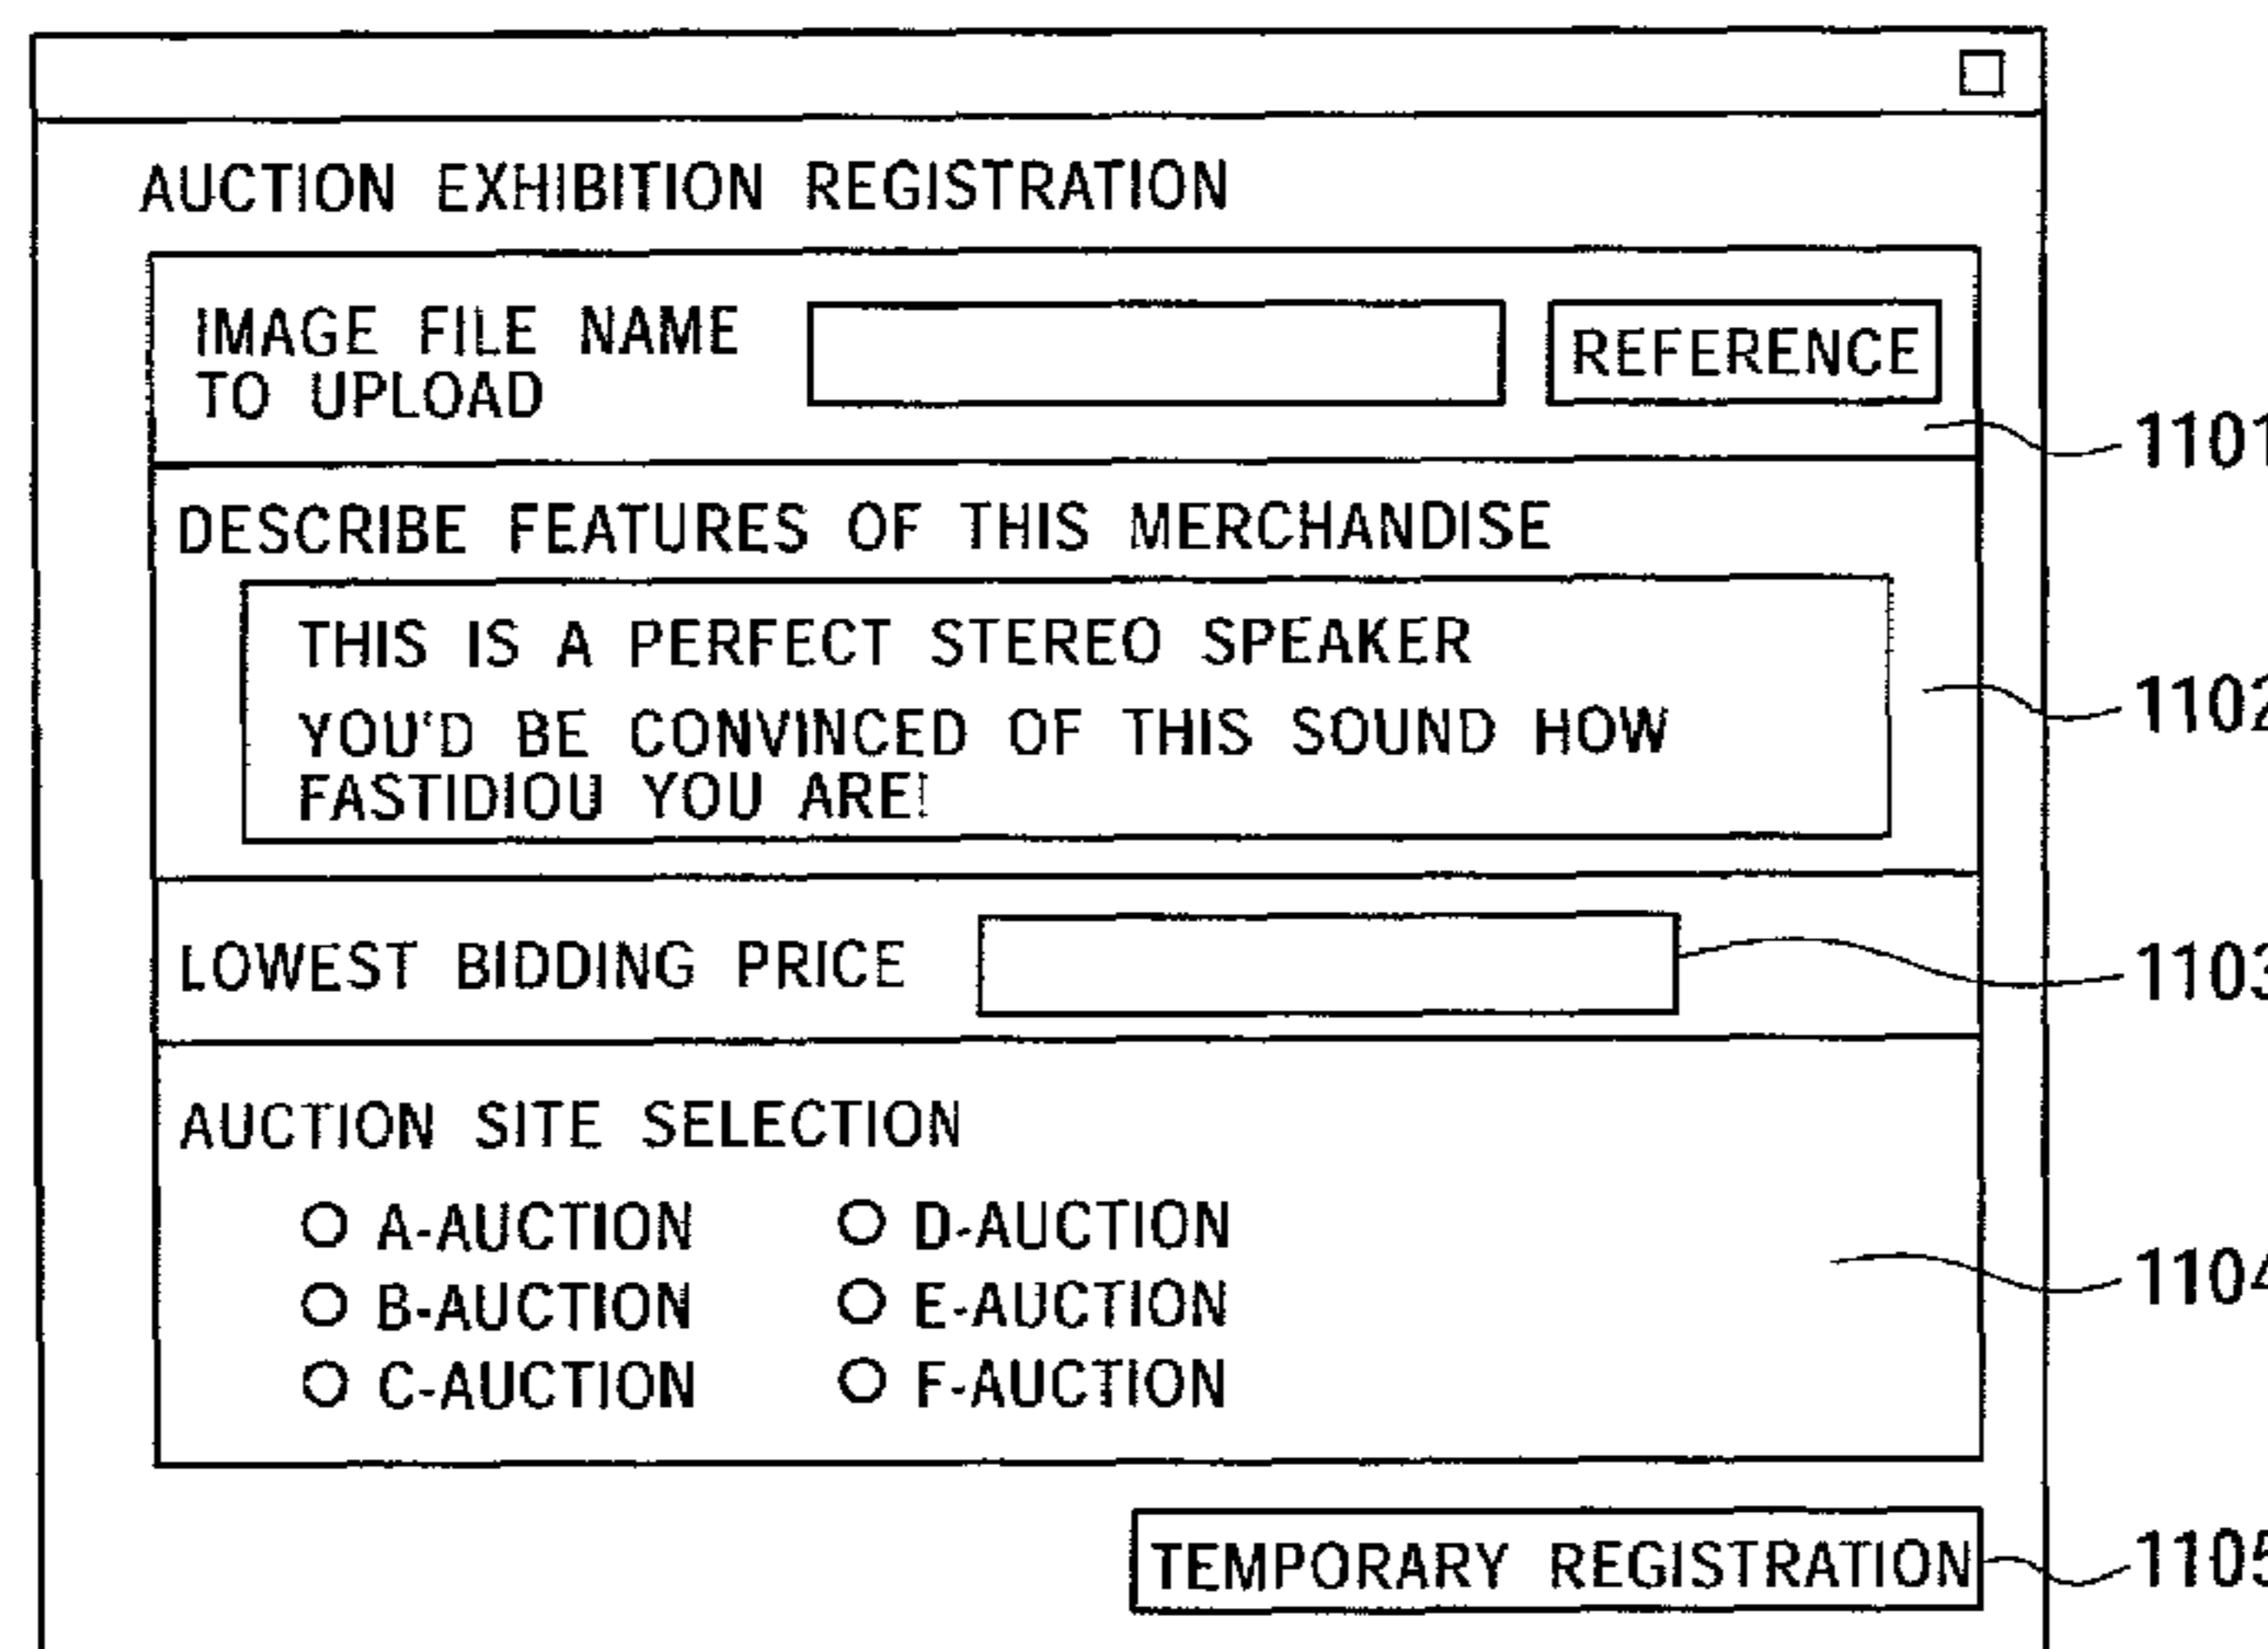 AUCTION EXHIBITION REGISTRATION
IMAGE FILE NAME
TO UPLOAD
REFERENCE
1101
DESCRIBE FEATURES OF THIS MERCHANDISE
THIS IS A PERFECT STEREO SPEAKER
YOU'D BE CONVINCED OF THIS SOUND HOW
FASTIDIOU YOU ARE!
1102
LOWEST BIDDING PRICE
1103
AUCTION SITE SELECTION
A-AUCTION
D-AUCTION
B-AUCTION
E-AUCTION
C-AUCTION
F-AUCTION
1104
TEMPORARY REGISTRATION
1105